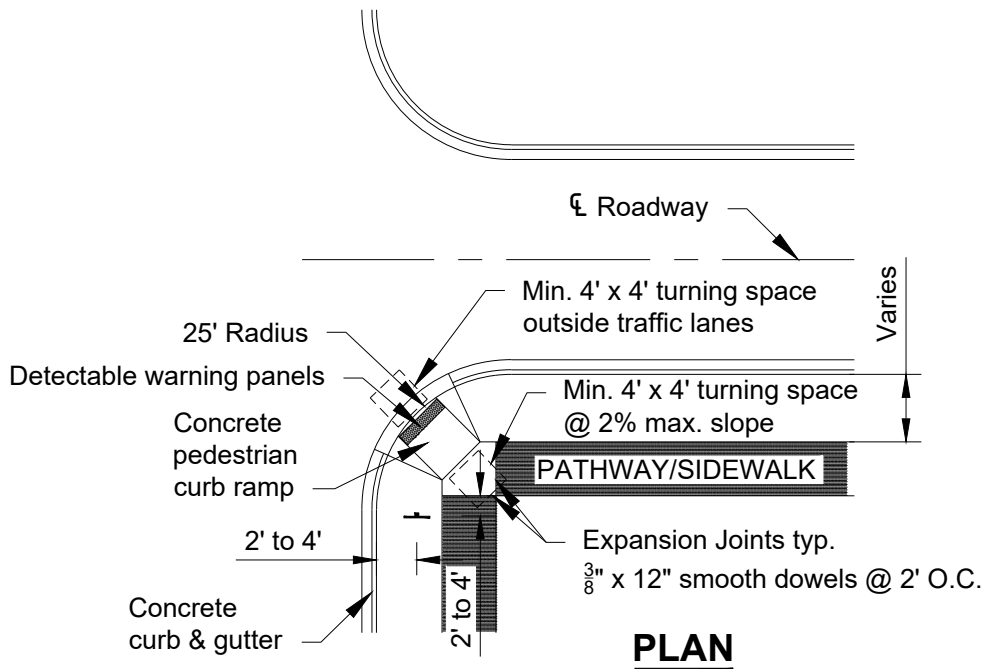 ℄ Roadway
Min. 4' x 4' turning space
outside traffic lanes
Varies
25' Radius
Detectable warning panels
Min. 4' x 4' turning space
@ 2% max. slope
Concrete
pedestrian
curb ramp
PATHWAY/SIDEWALK
2' to 4'
2' to 4'
Expansion Joints typ.
3/8" x 12" smooth dowels @ 2' O.C.
Concrete
curb & gutter
PLAN